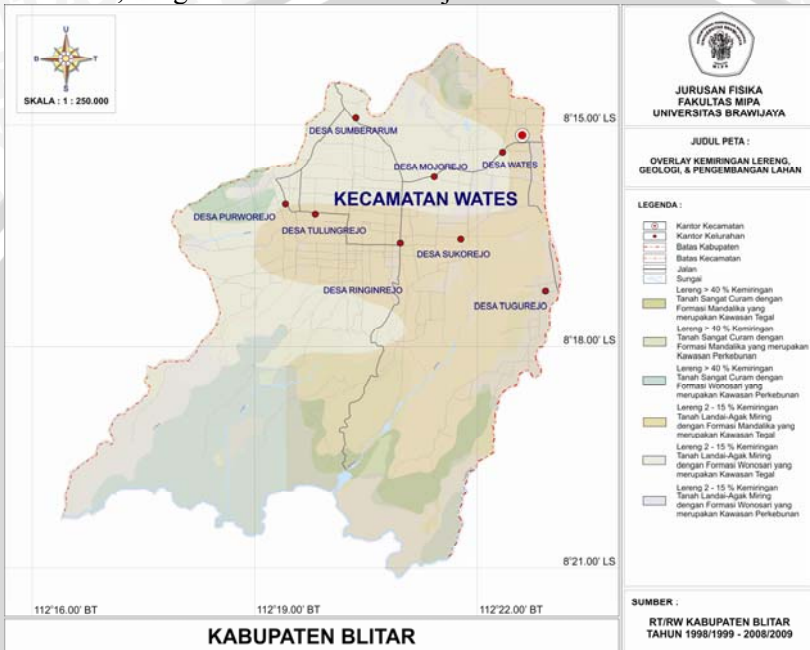 U
B T
S
SKALA : 1 : 250.000
8°15.00' LS
DESA SUMBERARUM
DESA MOJOREJO
DESA WATES
KECAMATAN WATES
DESA PURWOREJO
DESA TULUNGREJO
DESA SUKOREJO
DESA RINGINREJO
DESA TUGUREJO
8°18.00' LS
8°21.00' LS
112°16.00' BT
112°19.00' BT
112°22.00' BT
KABUPATEN BLITAR
JURUSAN FISIKA
FAKULTAS MIPA
UNIVERSITAS BRAWIJAYA
JUDUL PETA :
OVERLAY KEMIRINGAN LERENG,
GEOLOGI, & PENGEMBANGAN LAHAN
LEGENDA :
Kantor Kecamatan
Kantor Kelurahan
Batas Kabupaten
Batas Kecamatan
Jalan
Sungai
Lereng > 40 % Kemiringan
Tanah Sangat Curam dengan
Formasi Mandalika yang
merupakan Kawasan Tegal
Lereng > 40 % Kemiringan
Tanah Sangat Curam dengan
Formasi Mandalika yang merupakan
Kawasan Perkebunan
Lereng > 40 % Kemiringan
Tanah Sangat Curam dengan
Formasi Wonosari yang
merupakan Kawasan Perkebunan
Lereng 2 - 15 % Kemiringan
Tanah Landai-Agak Miring
dengan Formasi Mandalika yang
merupakan Kawasan Tegal
Lereng 2 - 15 % Kemiringan
Tanah Landai-Agak Miring
dengan Formasi Wonosari yang
merupakan Kawasan Tegal
Lereng 2 - 15 % Kemiringan
Tanah Landai-Agak Miring
dengan Formasi Wonosari yang
merupakan Kawasan Perkebunan
SUMBER :
RT/RW KABUPATEN BLITAR
TAHUN 1998/1999 - 2008/2009